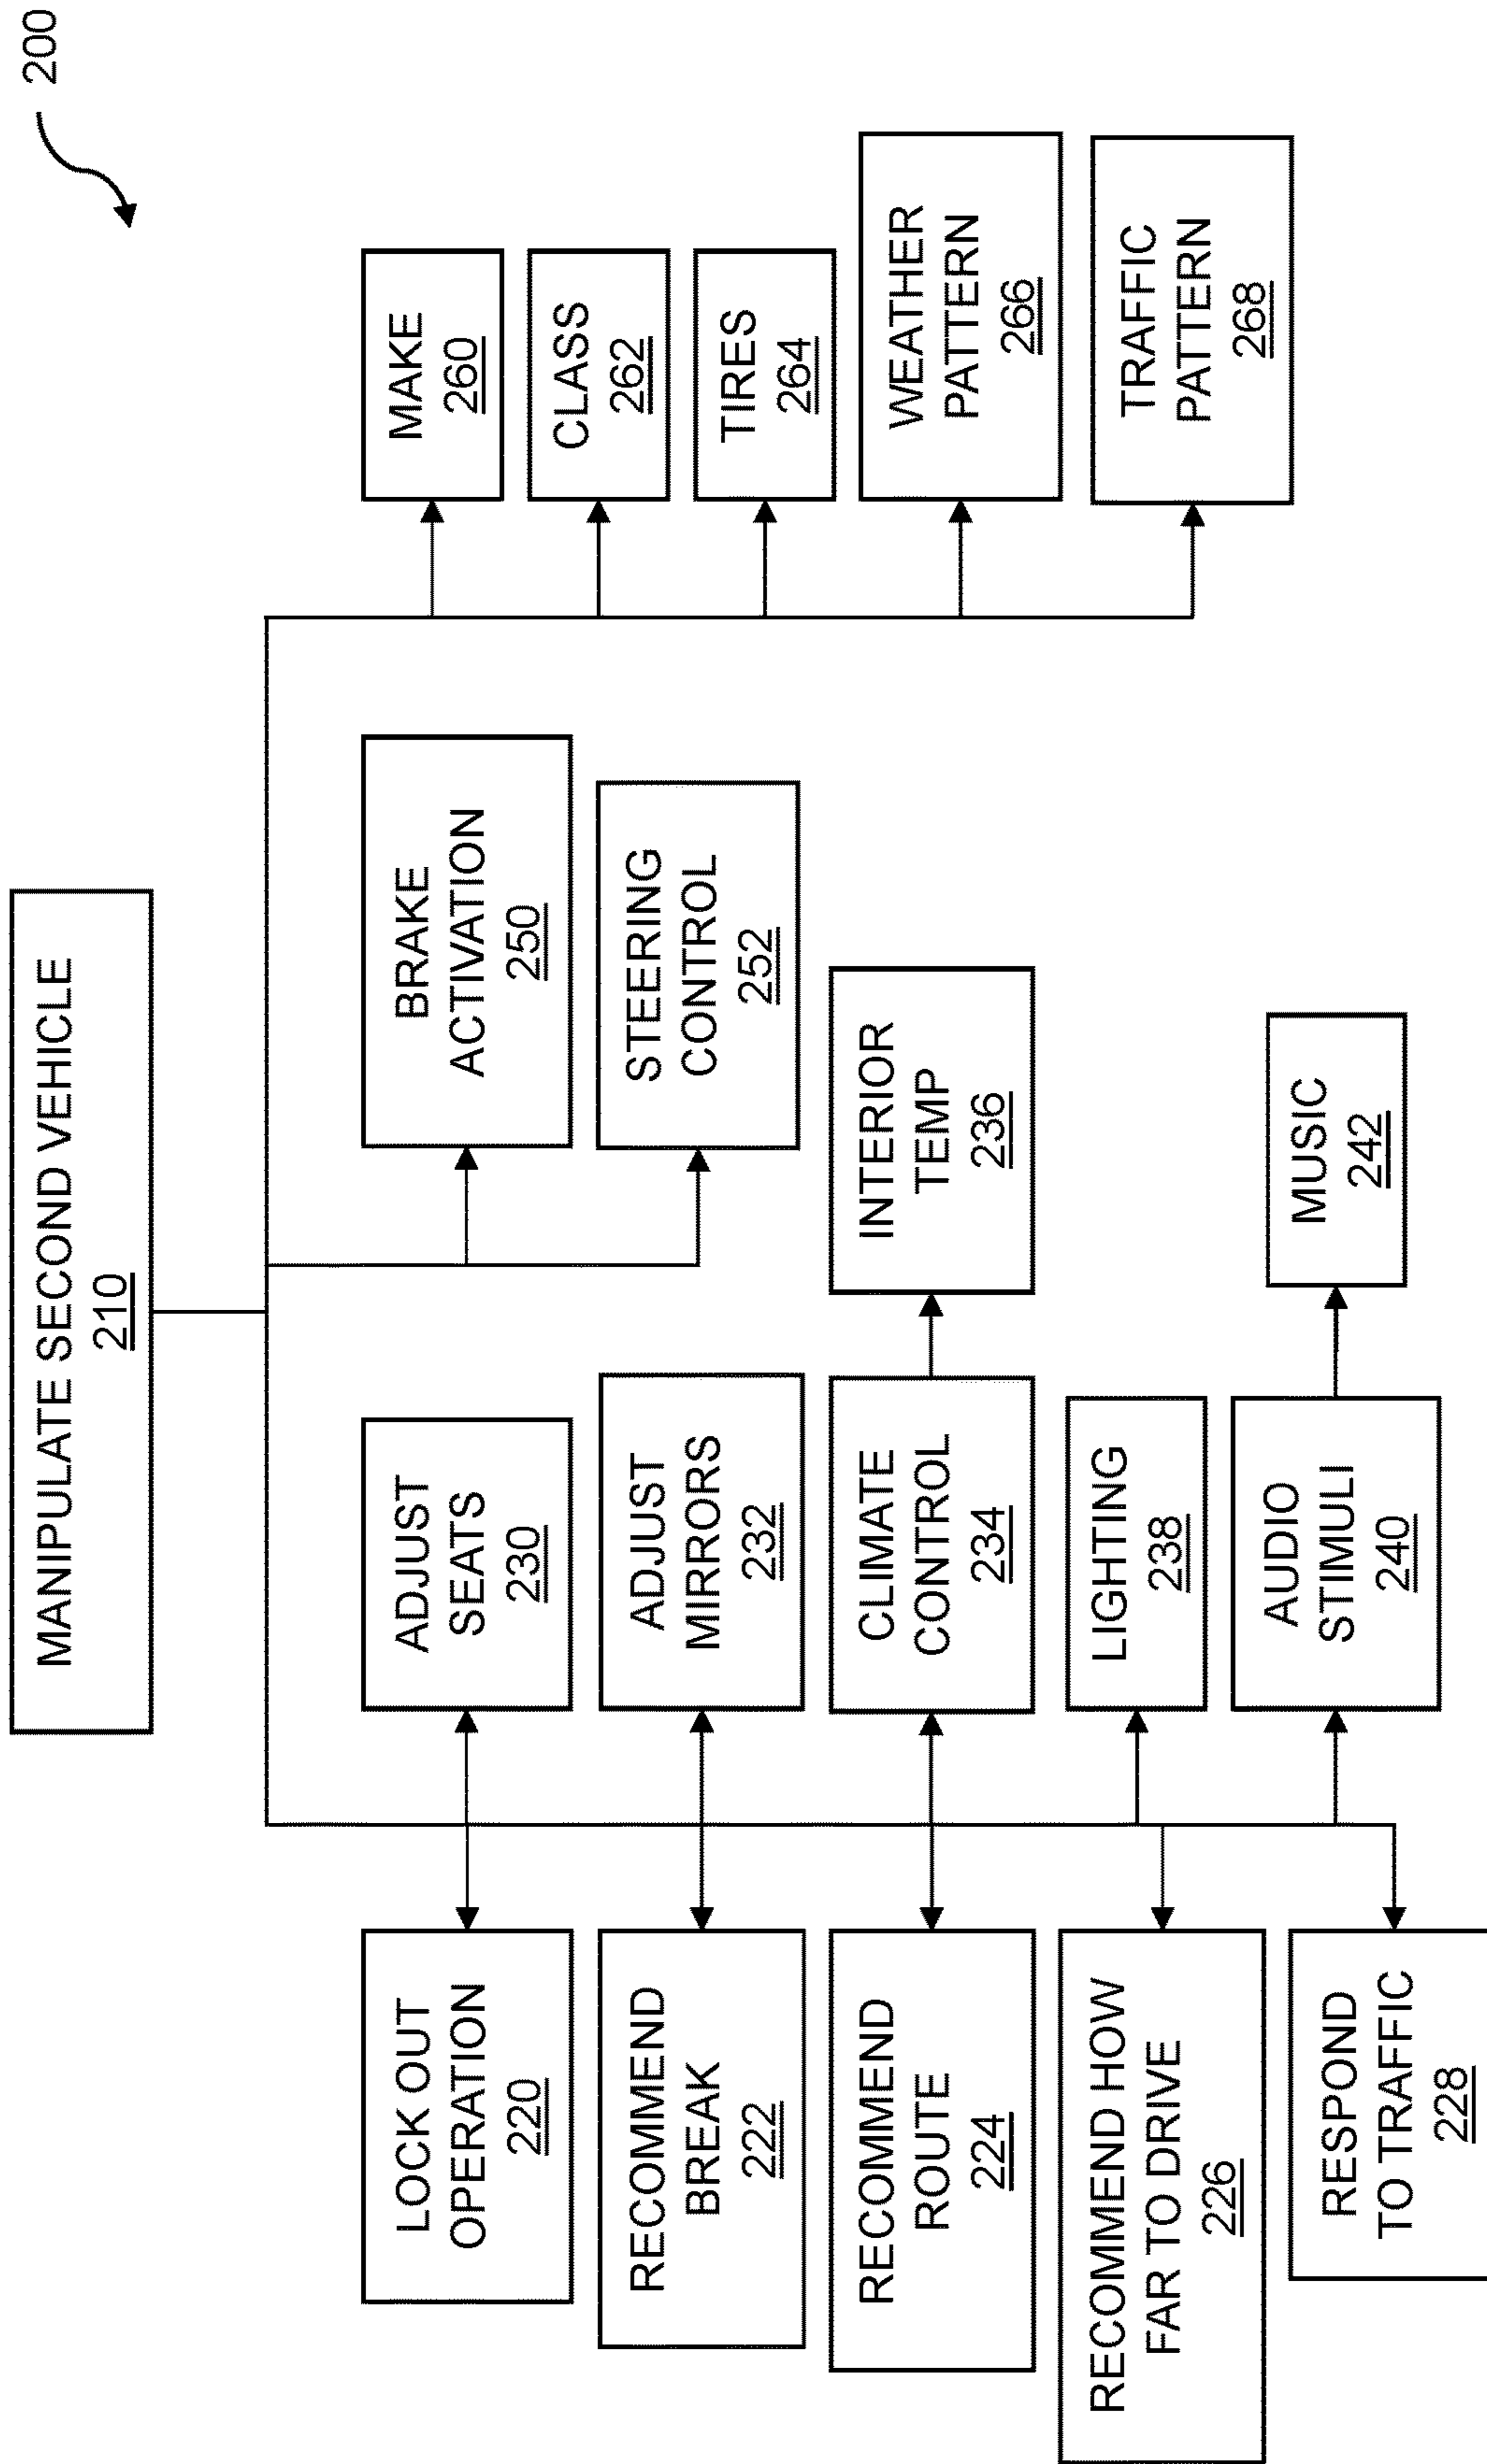 200
MANIPULATE SECOND VEHICLE
210
LOCK OUT
OPERATION
220
RECOMMEND
BREAK
222
RECOMMEND
ROUTE
224
RECOMMEND HOW
FAR TO DRIVE
226
RESPOND
TO TRAFFIC
228
ADJUST
SEATS
230
ADJUST
MIRRORS
232
CLIMATE
CONTROL
234
INTERIOR
TEMP
236
LIGHTING
238
AUDIO
STIMULI
240
MUSIC
242
BRAKE
ACTIVATION
250
STEERING
CONTROL
252
MAKE
260
CLASS
262
TIRES
264
WEATHER
PATTERN
266
TRAFFIC
PATTERN
268